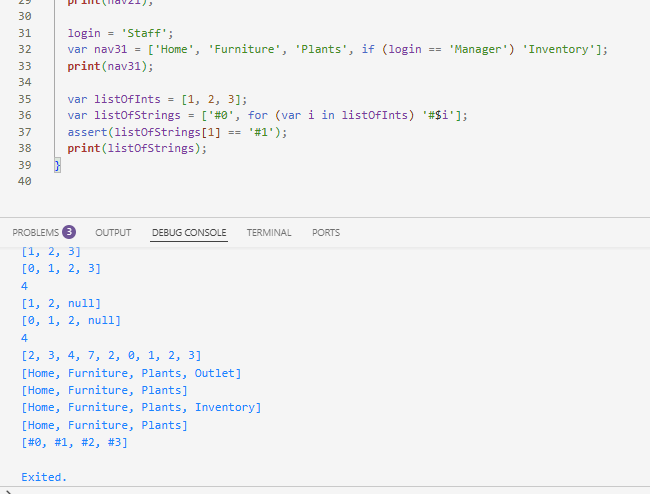 29 print(nav21);
30
31 login = 'Staff';
32 var nav31 = ['Home', 'Furniture', 'Plants', if (login == 'Manager') 'Inventory'];
33 print(nav31);
34
35 var listOfInts = [1, 2, 3];
36 var listOfStrings = ['#0', for (var i in listOfInts) '#$i'];
37 assert(listOfStrings[1] == '#1');
38 print(listOfStrings);
39 }
40
PROBLEMS 3 OUTPUT DEBUG CONSOLE TERMINAL PORTS
[1, 2, 3]
[0, 1, 2, 3]
4
[1, 2, null]
[0, 1, 2, null]
4
[2, 3, 4, 7, 2, 0, 1, 2, 3]
[Home, Furniture, Plants, Outlet]
[Home, Furniture, Plants]
[Home, Furniture, Plants, Inventory]
[Home, Furniture, Plants]
[#0, #1, #2, #3]
Exited.